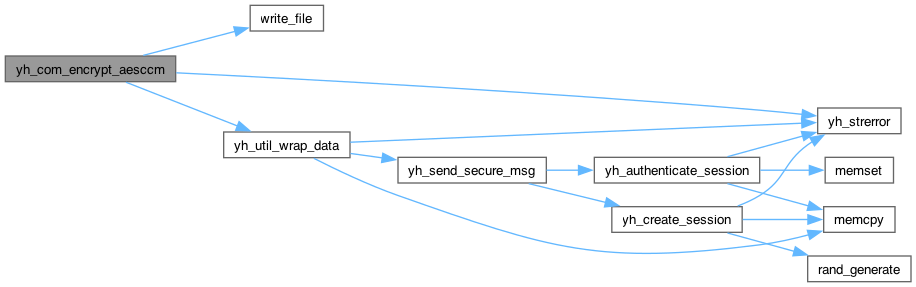 write_file
yh_com_encrypt_aesccm
yh_strerror
yh_util_wrap_data
yh_send_secure_msg
yh_authenticate_session
memset
yh_create_session
memcpy
rand_generate